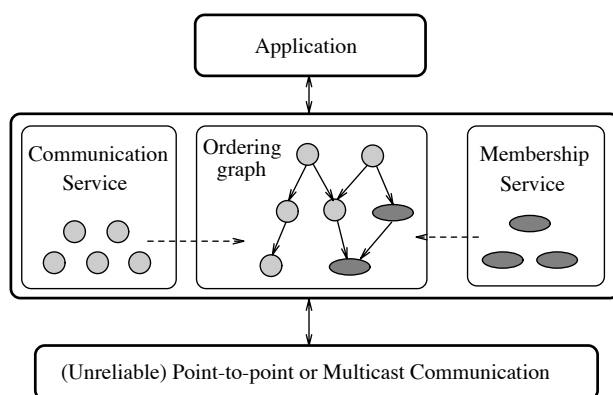 Application
Communication
Service
Ordering
graph
Membership
Service
(Unreliable) Point-to-point or Multicast Communication